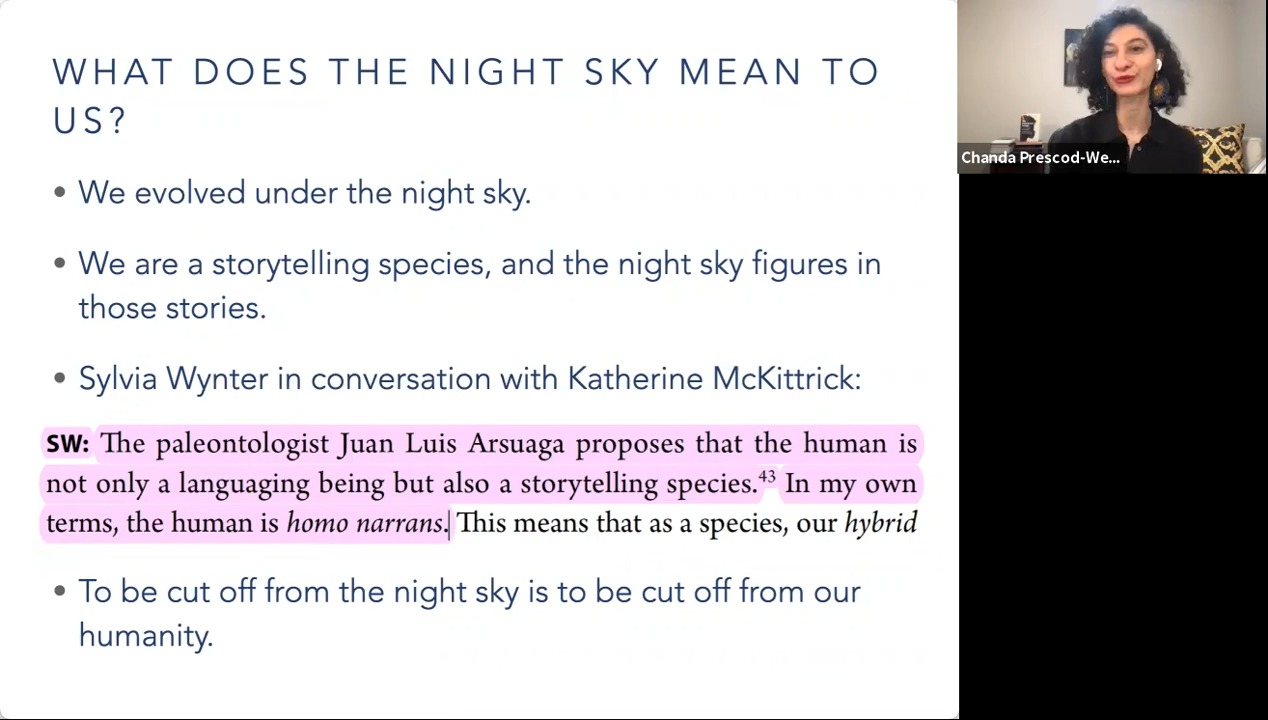 WHAT DOES THE NIGHT SKY MEAN TO
US?
• We evolved under the night sky.
• We are a storytelling species, and the night sky figures in
those stories.
• Sylvia Wynter in conversation with Katherine McKittrick:
SW: The paleontologist Juan Luis Arsuaga proposes that the human is
not only a languaging being but also a storytelling species.43 In my own
terms, the human is homo narrans. This means that as a species, our hybrid
• To be cut off from the night sky is to be cut off from our
humanity.
Chanda Prescod-We...